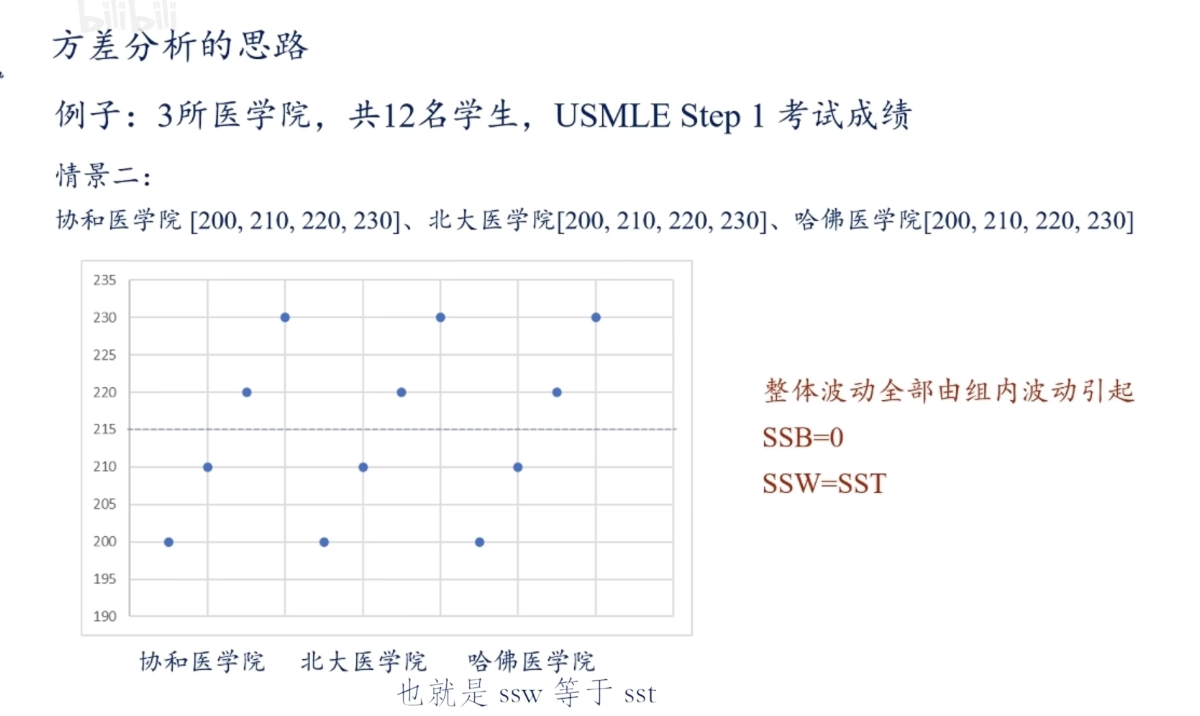 bilibili
方差分析的思路
例子：3所医学院，共12名学生，USMLE Step 1 考试成绩
情景二：
协和医学院 [200, 210, 220, 230]、北大医学院[200, 210, 220, 230]、哈佛医学院[200, 210, 220, 230]
235
230
225
220
215
210
205
200
195
190
整体波动全部由组内波动引起
SSB=0
SSW=SST
协和医学院 北大医学院 哈佛医学院
也就是 ssw 等于 sst